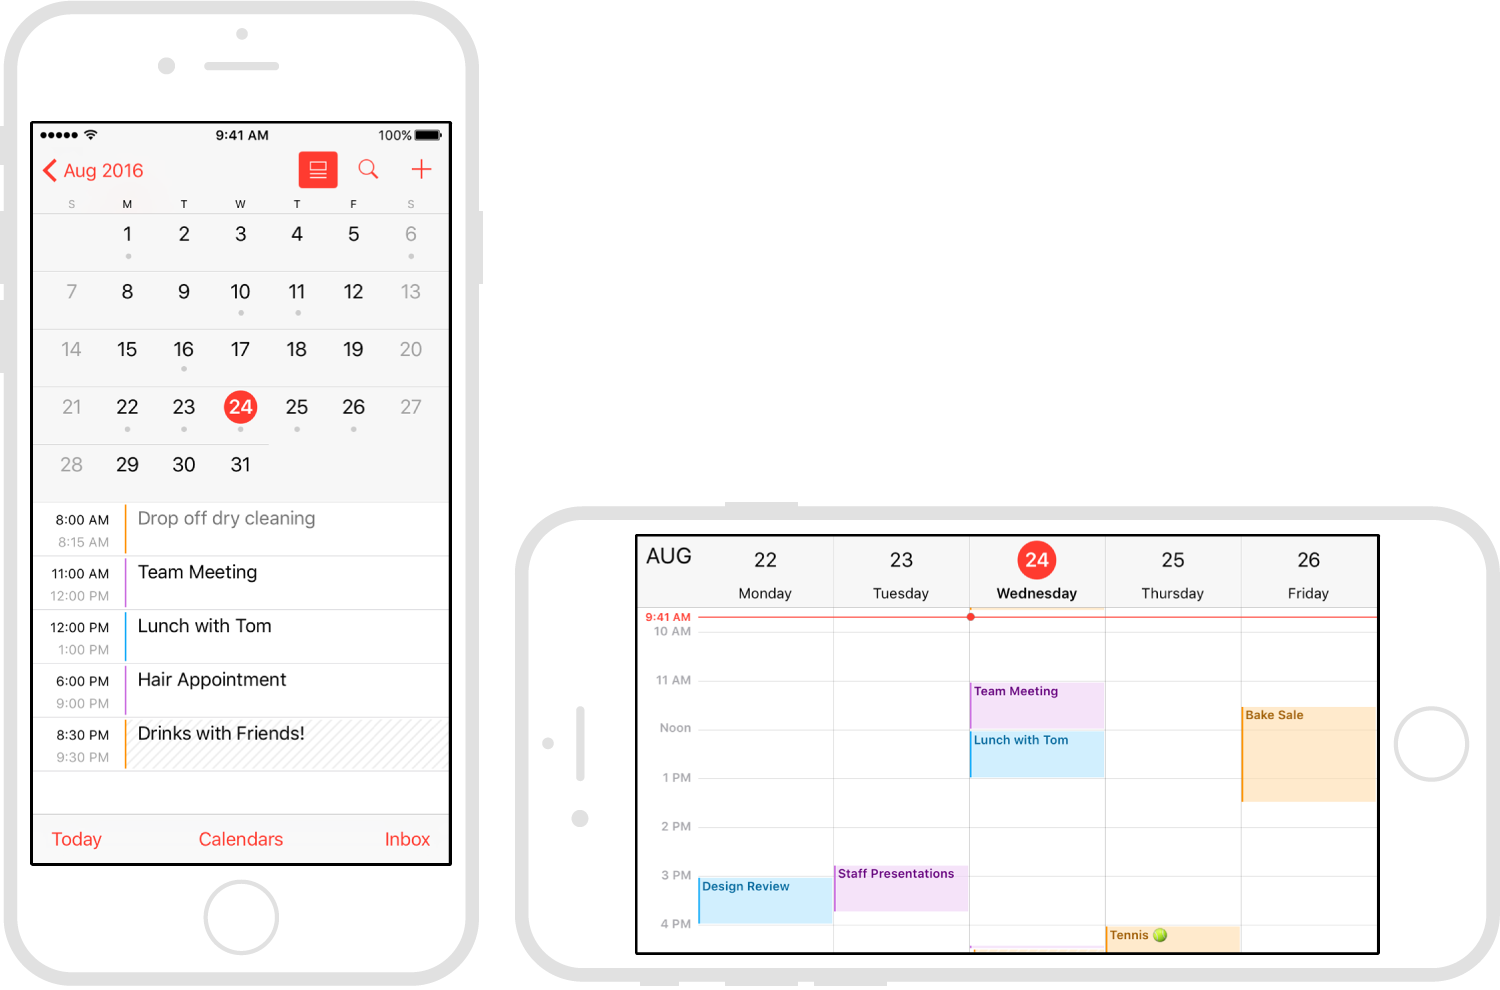 9:41 AM 100%
Aug 2016
S M T W T F S
1 2 3 4 5 6
7 8 9 10 11 12 13
14 15 16 17 18 19 20
21 22 23 24 25 26 27
28 29 30 31
8:00 AM Drop off dry cleaning
8:15 AM
11:00 AM Team Meeting
12:00 PM
12:00 PM Lunch with Tom
1:00 PM
6:00 PM Hair Appointment
9:00 PM
8:30 PM Drinks with Friends!
9:30 PM
Today Calendars Inbox
AUG 22 23 24 25 26
Monday Tuesday Wednesday Thursday Friday
9:41 AM
10 AM
11 AM
Team Meeting
Bake Sale
Noon
Lunch with Tom
1 PM
2 PM
3 PM
Staff Presentations
Design Review
4 PM
Tennis